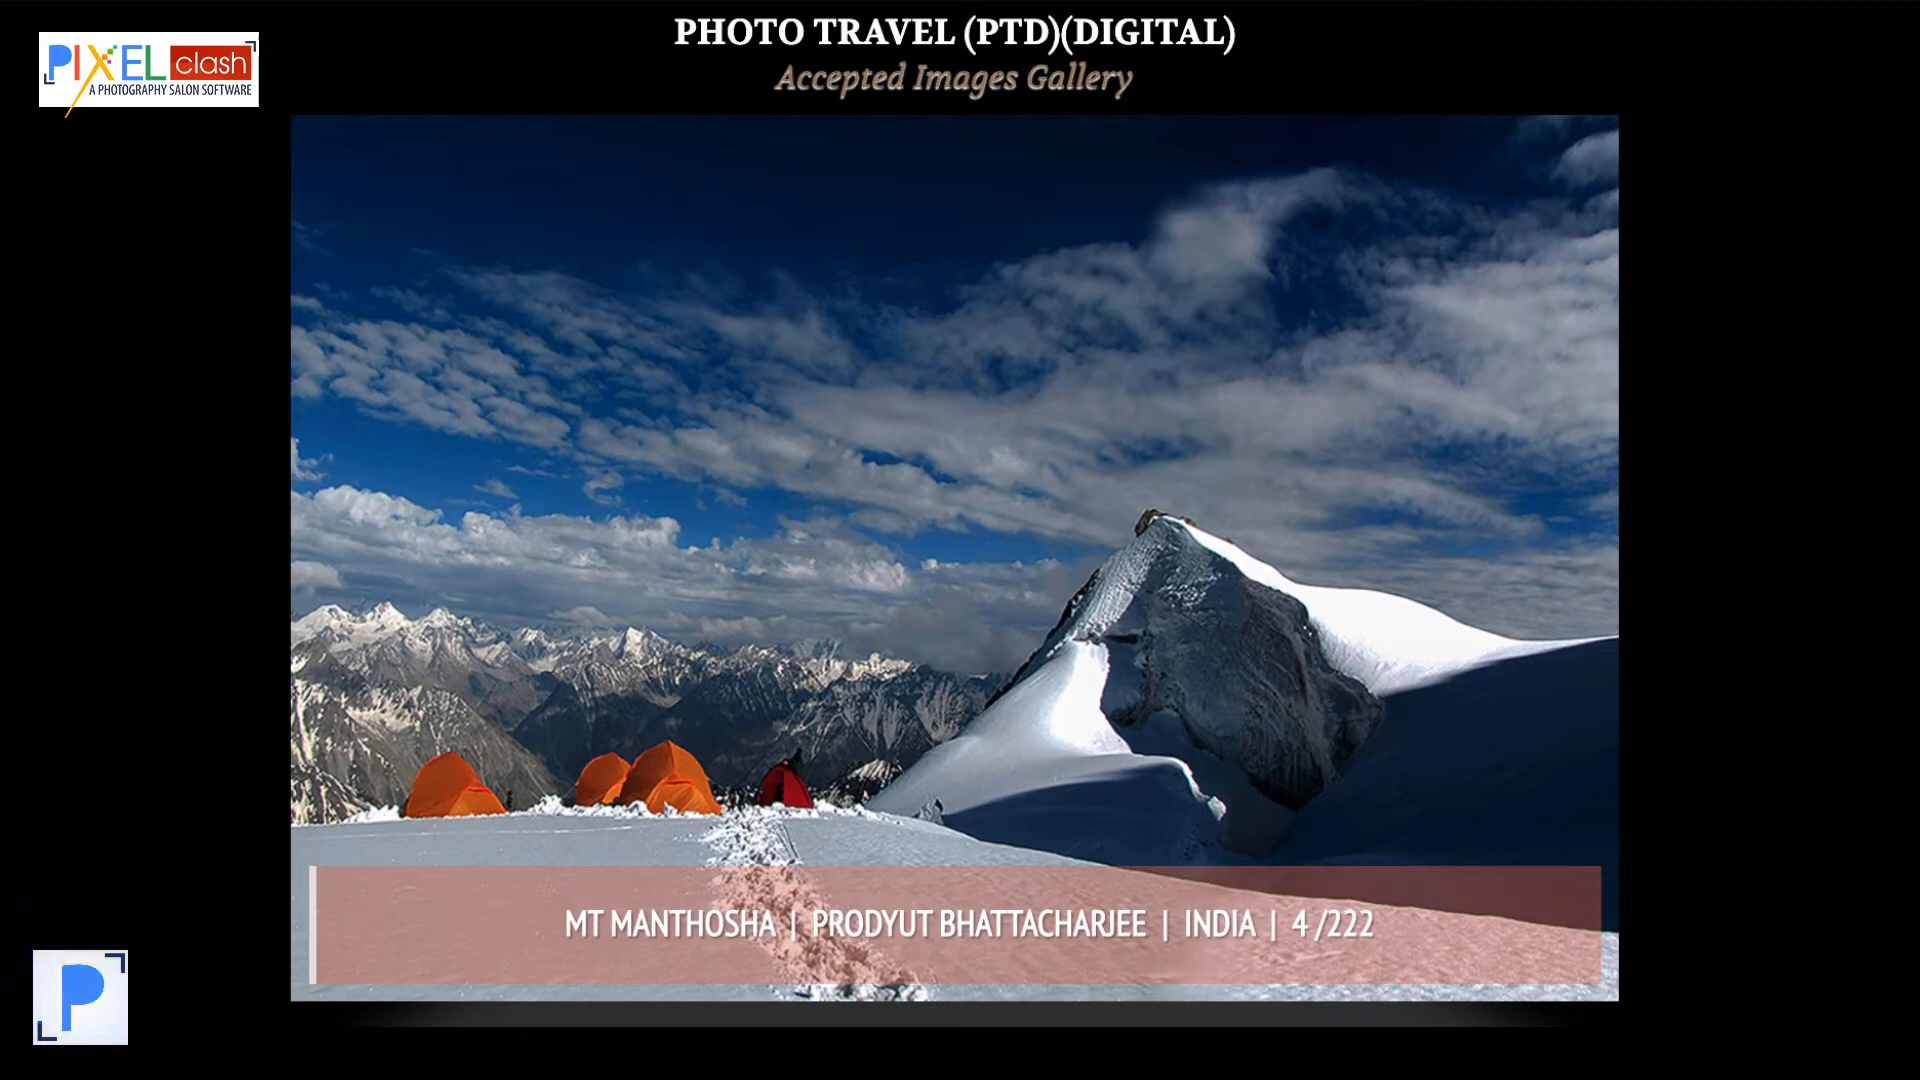 PHOTO TRAVEL (PTD)(DIGITAL)
Accepted Images Gallery
PIXEL clash
A PHOTOGRAPHY SALON SOFTWARE
MT MANTHOSHA | PRODYUT BHATTACHARJEE | INDIA | 4 /222
P